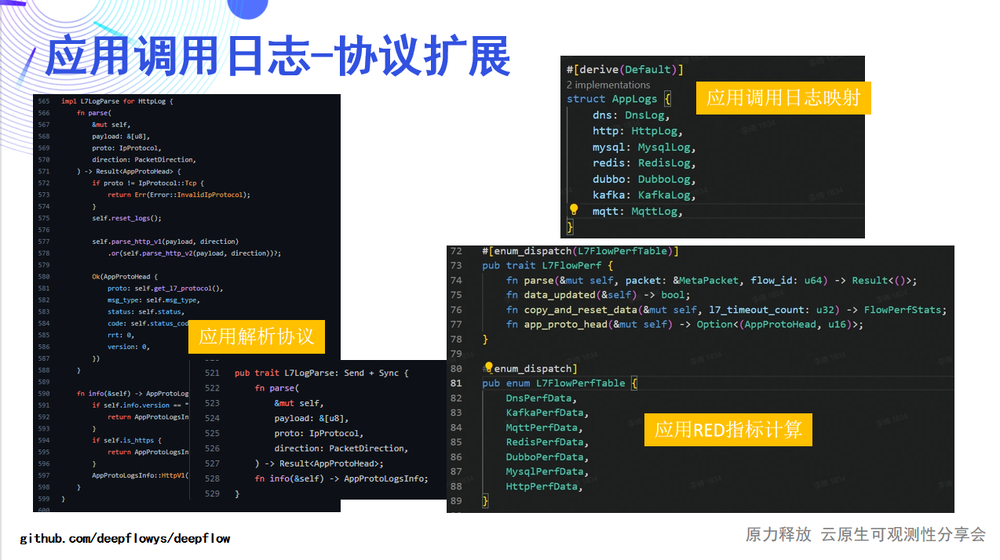 应用调用日志-协议扩展
565 impl L7LogParse for HttpLog {
566 fn parse(
567 &mut self,
568 payload: &[u8],
569 proto: IpProtocol,
570 direction: PacketDirection,
571 ) -> Result<AppProtoHead> {
572 if proto != IpProtocol::Tcp {
573 return Err(Error::InvalidIpProtocol);
574 }
575 self.reset_logs();
576
577 self.parse_http_v1(payload, direction)
578 .or(self.parse_http_v2(payload, direction))?;
579
580 Ok(AppProtoHead {
581 proto: self.get_l7_protocol(),
582 msg_type: self.msg_type,
583 status: self.status,
584 code: self.status_cod
585 rrt: 0,
586 version: 0,
587 })
588 }
589
590 fn info(&self) -> AppProtoLog
591 if self.info.version == "
592 return AppProtoLogsIn
593 }
594 if self.is_https {
595 return AppProtoLogsIn
596 }
597 AppProtoLogsInfo::HttpV1(
598 }
599 }
600
应用解析协议
521 pub trait L7LogParse: Send + Sync {
522 fn parse(
523 &mut self,
524 payload: &[u8],
525 proto: IpProtocol,
526 direction: PacketDirection,
527 ) -> Result<AppProtoHead>;
528 fn info(&self) -> AppProtoLogsInfo;
529 }
#[derive(Default)]
2 implementations
struct AppLogs {
dns: DnsLog,
http: HttpLog,
mysql: MysqlLog,
redis: RedisLog,
dubbo: DubboLog,
kafka: KafkaLog,
mqtt: MqttLog,
}
应用调用日志映射
72 #[enum_dispatch(L7FlowPerfTable)]
73 pub trait L7FlowPerf {
74 fn parse(&mut self, packet: &MetaPacket, flow_id: u64) -> Result<()>;
75 fn data_updated(&self) -> bool;
76 fn copy_and_reset_data(&mut self, l7_timeout_count: u32) -> FlowPerfStats;
77 fn app_proto_head(&mut self) -> Option<(AppProtoHead, u16)>;
78 }
79
80 enum_dispatch]
81 pub enum L7FlowPerfTable {
82 DnsPerfData,
83 KafkaPerfData,
84 MqttPerfData,
85 RedisPerfData,
86 DubboPerfData,
87 MysqlPerfData,
88 HttpPerfData,
89 }
应用RED指标计算
github.com/deepflowys/deepflow
原力释放 云原生可观测性分享会